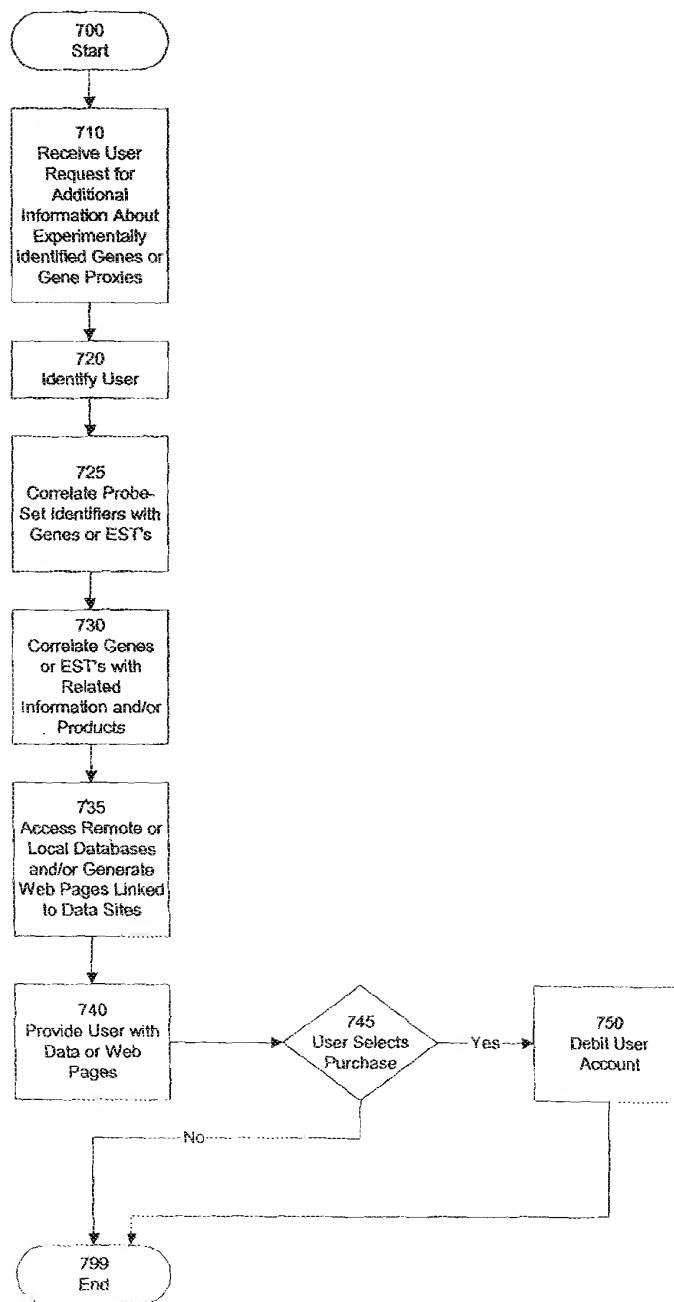 700
Start
710
Receive User
Request for
Additional
Information About
Experimentally
Identified Genes or
Gene Proxies
720
Identify User
725
Correlate Probe-
Set Identifiers with
Genes or EST's
730
Correlate Genes
or EST's with
Related
Information and/or
Products
735
Access Remote or
Local Databases
and/or Generate
Web Pages Linked
to Data Sites
740
Provide User with
Data or Web
Pages
745
User Selects
Purchase
Yes
750
Debit User
Account
No
799
End